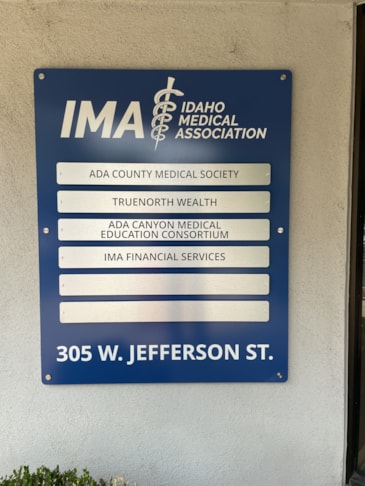 IMA IDAHO
MEDICAL
ASSOCIATION
ADA COUNTY MEDICAL SOCIETY
TRUENORTH WEALTH
ADA CANYON MEDICAL
EDUCATION CONSORTIUM
IMA FINANCIAL SERVICES
305 W. JEFFERSON ST.